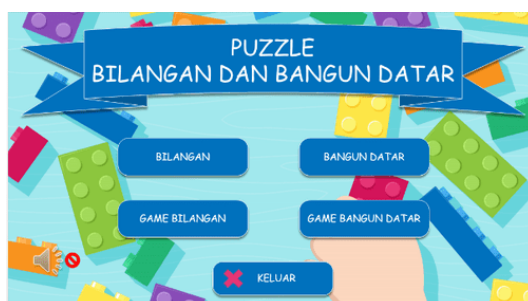 PUZZLE
BILANGAN DAN BANGUN DATAR
BILANGAN
BANGUN DATAR
GAME BILANGAN
GAME BANGUN DATAR
KELUAR